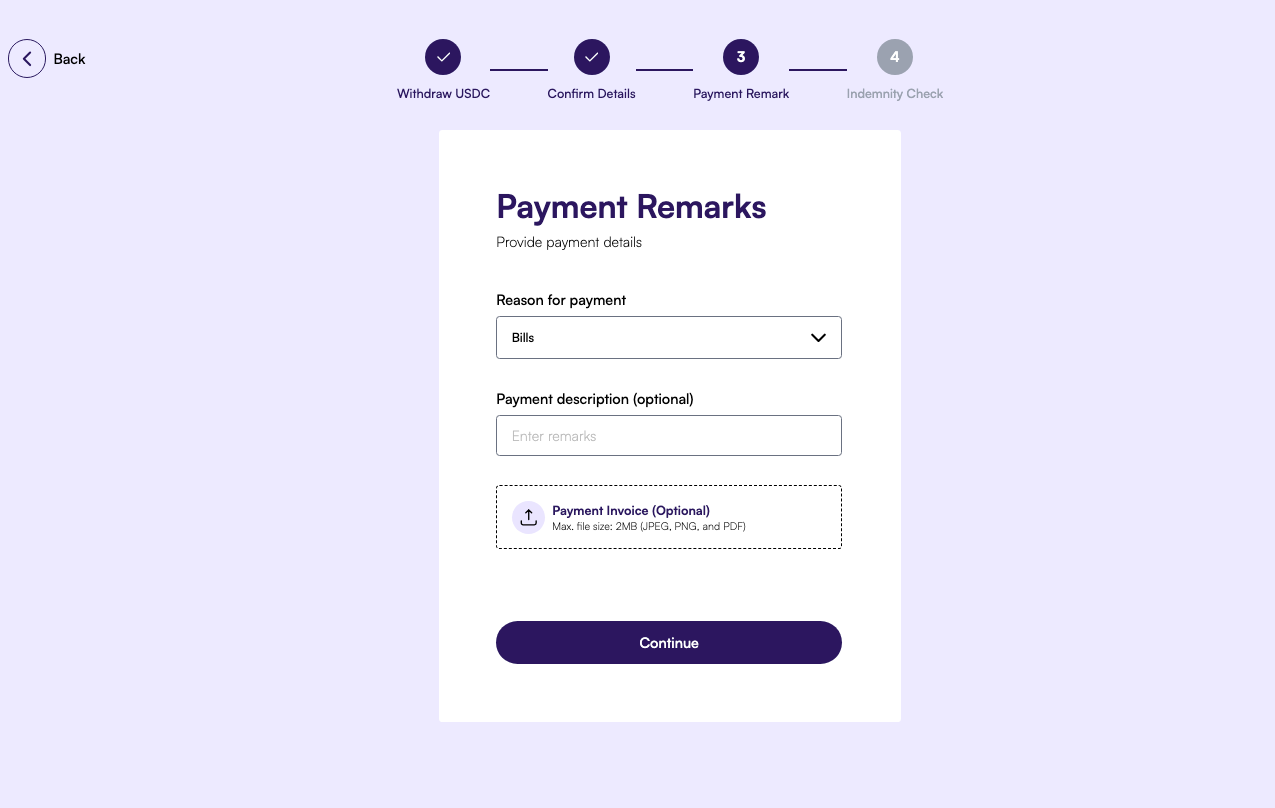 Back
3
4
Withdraw USDC
Confirm Details
Payment Remark
Indemnity Check
Payment Remarks
Provide payment details
Reason for payment
Bills
Payment description (optional)
Enter remarks
Payment Invoice (Optional)
Max. file size: 2MB (JPEG, PNG, and PDF)
Continue